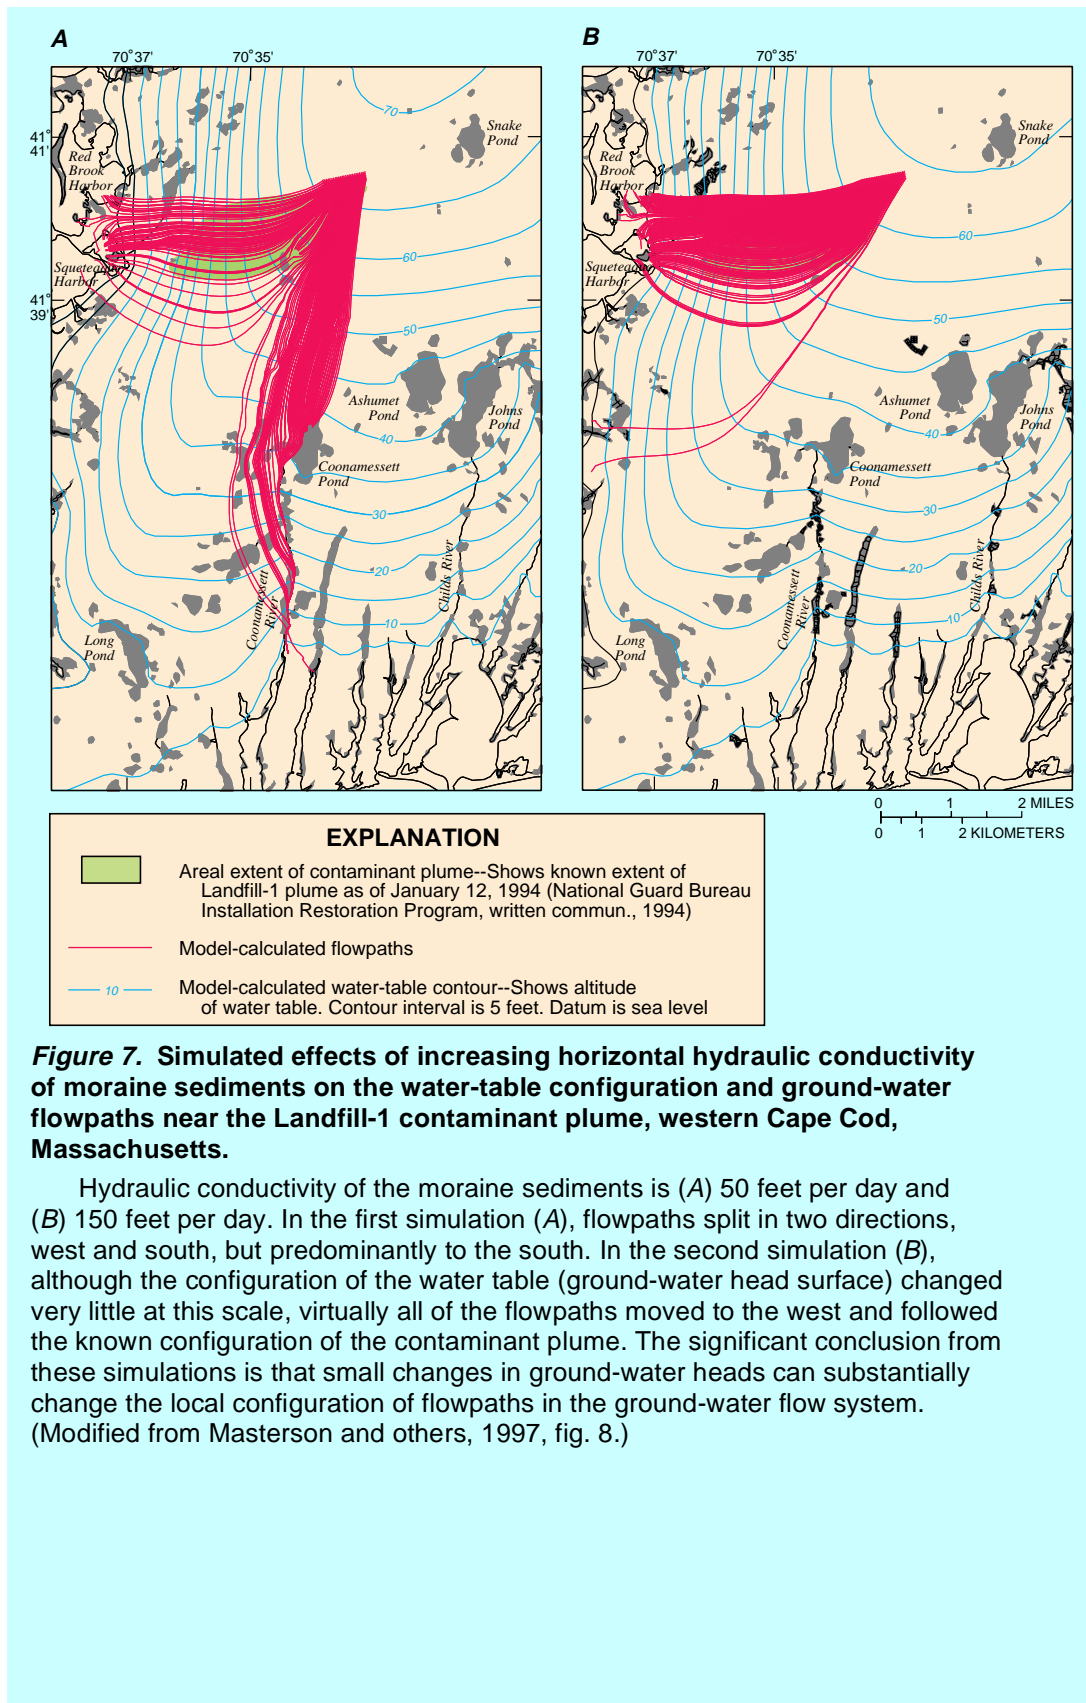 A
B
70°37'
70°35'
70°37'
70°35'
41°
41'
41°
39'
70
Snake
Pond
Red
Brook
Harbor
60
Squeteague
Harbor
50
Ashumet
Pond
Johns
Pond
40
Coonamessett
Pond
30
20
Coonamessett
River
Childs River
10
Long
Pond
Snake
Pond
Red
Brook
Harbor
60
Squeteague
Harbor
50
Ashumet
Pond
Johns
Pond
40
Coonamessett
Pond
30
20
Coonamessett
River
Childs River
10
Long
Pond
0 1 2 MILES
0 1 2 KILOMETERS
EXPLANATION
Areal extent of contaminant plume--Shows known extent of
Landfill-1 plume as of January 12, 1994 (National Guard Bureau
Installation Restoration Program, written commun., 1994)
Model-calculated flowpaths
10
Model-calculated water-table contour--Shows altitude
of water table. Contour interval is 5 feet. Datum is sea level
Figure 7. Simulated effects of increasing horizontal hydraulic conductivity
of moraine sediments on the water-table configuration and ground-water
flowpaths near the Landfill-1 contaminant plume, western Cape Cod,
Massachusetts.
Hydraulic conductivity of the moraine sediments is (A) 50 feet per day and
(B) 150 feet per day. In the first simulation (A), flowpaths split in two directions,
west and south, but predominantly to the south. In the second simulation (B),
although the configuration of the water table (ground-water head surface) changed
very little at this scale, virtually all of the flowpaths moved to the west and followed
the known configuration of the contaminant plume. The significant conclusion from
these simulations is that small changes in ground-water heads can substantially
change the local configuration of flowpaths in the ground-water flow system.
(Modified from Masterson and others, 1997, fig. 8.)